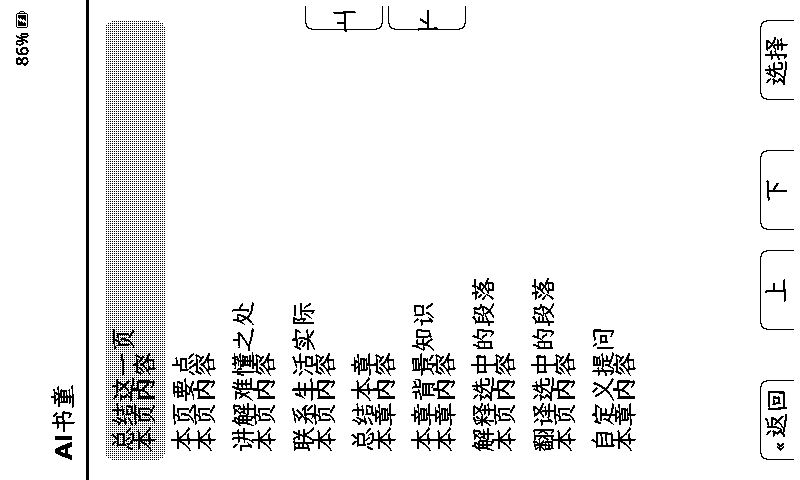 86%
AI书童
总结这一页
本页内容
本页要点
本页内容
讲解难懂之处
本页内容
联系生活实际
本页内容
总结本章
本章内容
本章背景知识
本章内容
解释选中的段落
本页内容
翻译选中的段落
本页内容
自定义提问
本章内容
« 返回
上
下
选择